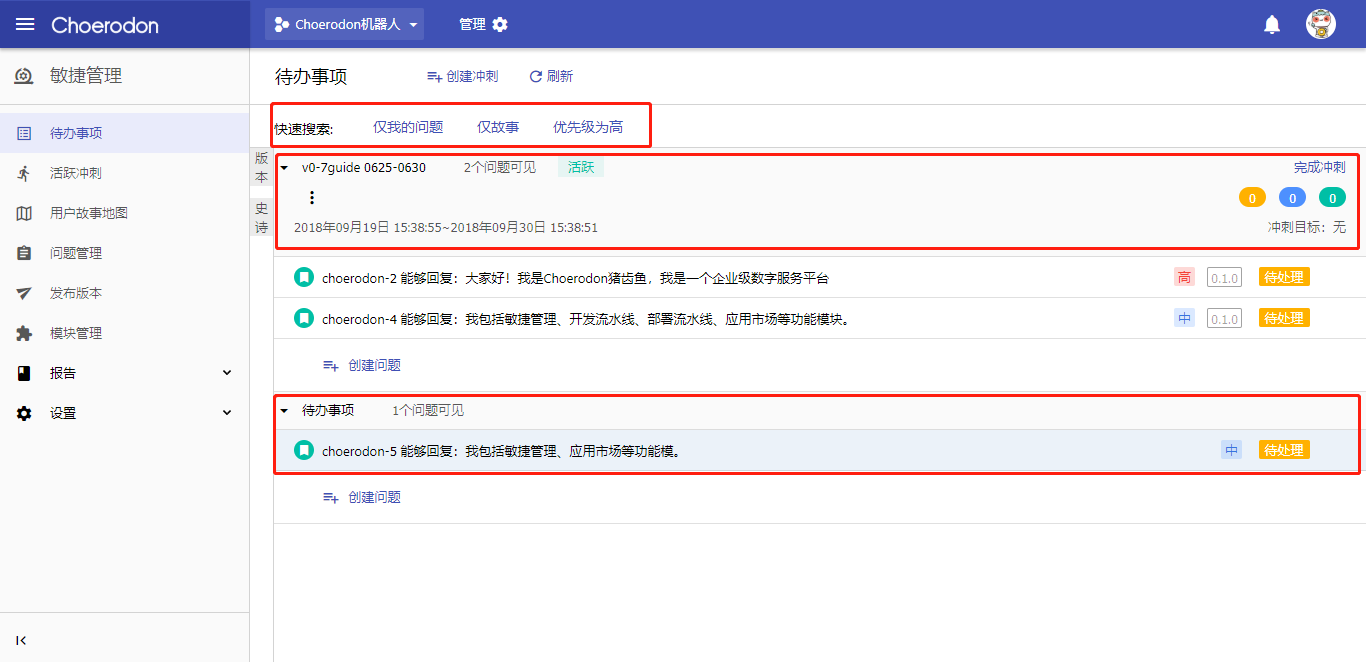 Choerodon
Choerodon机器人
管理
敏捷管理
待办事项
活跃冲刺
用户故事地图
问题管理
发布版本
模块管理
报告
设置
待办事项 创建冲刺 刷新
快速搜索: 仅我的问题 仅故事 优先级为高
版本
史诗
v0-7guide 0625-0630 2个问题可见 活跃 完成冲刺
0 0 0
2018年09月19日 15:38:55~2018年09月30日 15:38:51 冲刺目标：无
choerodon-2 能够回复：大家好！我是Choerodon猪齿鱼，我是一个企业级数字服务平台 高 0.1.0 待处理
choerodon-4 能够回复：我包括敏捷管理、开发流水线、部署流水线、应用市场等功能模块。 中 0.1.0 待处理
创建问题
待办事项 1个问题可见
choerodon-5 能够回复：我包括敏捷管理、应用市场等功能模。 中 待处理
创建问题